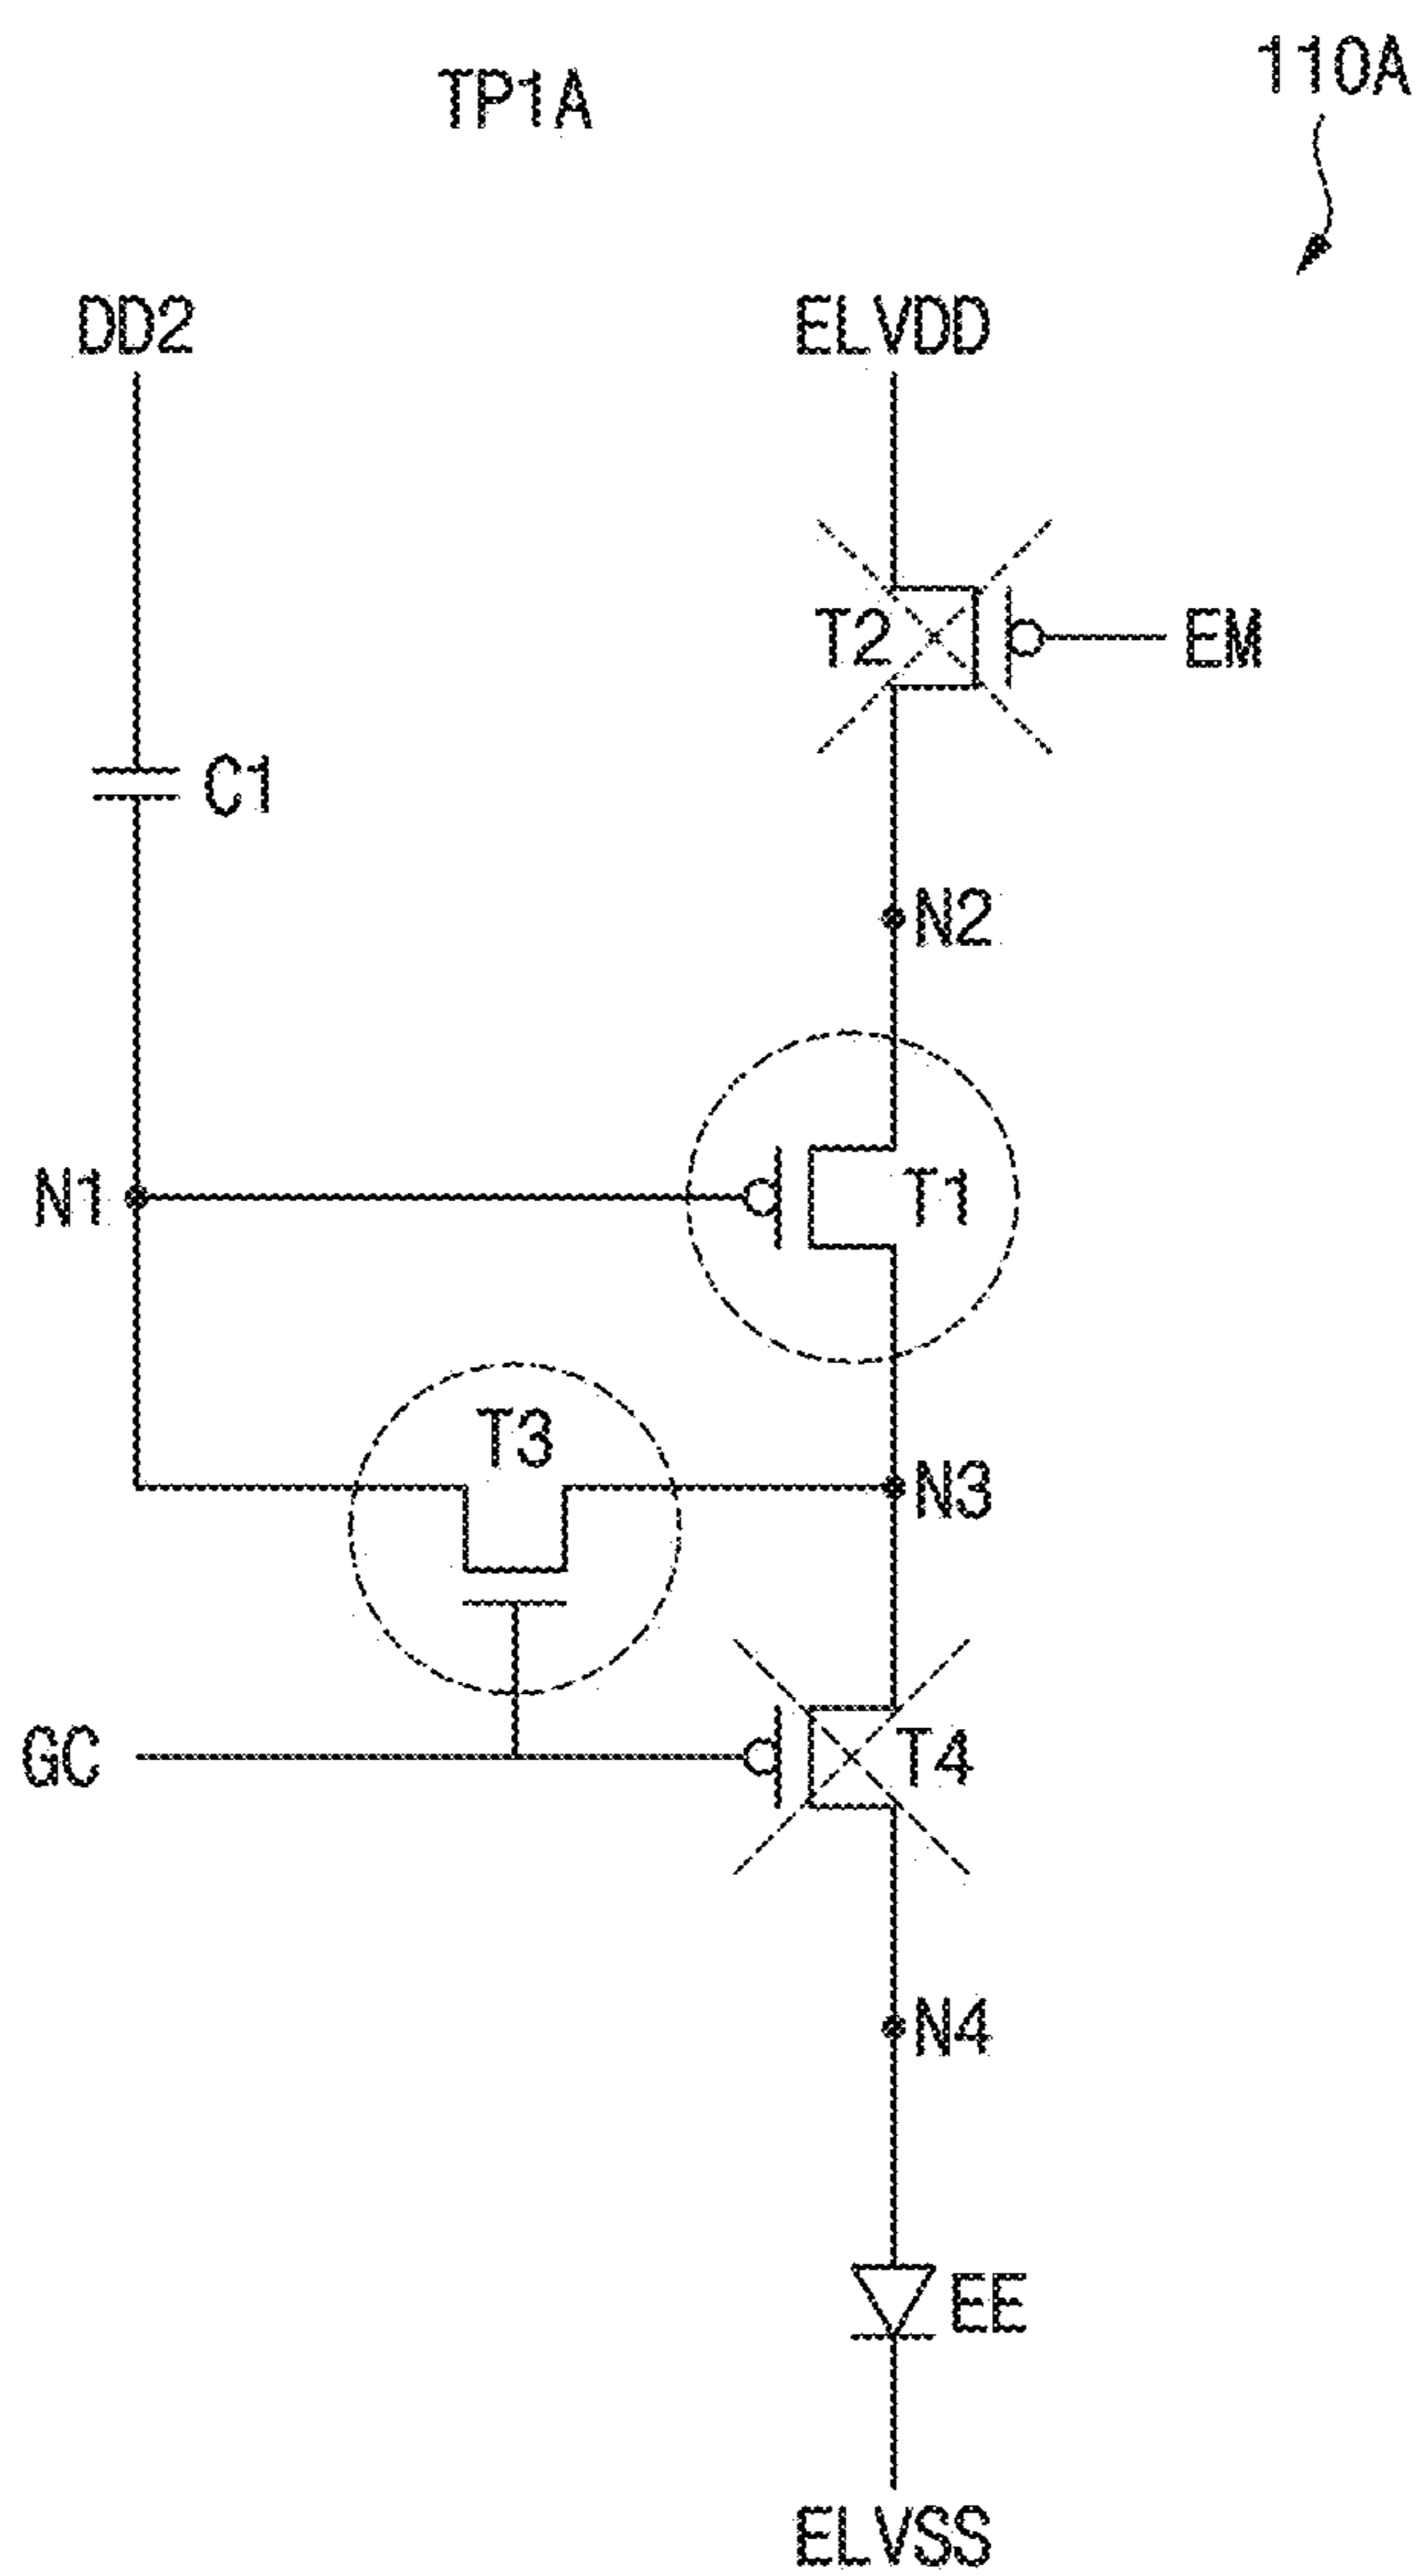 110A
TP1A
DD2
ELVDD
T2
EM
C1
N2
N1
T1
T3
N3
GC
T4
N4
EE
ELVSS